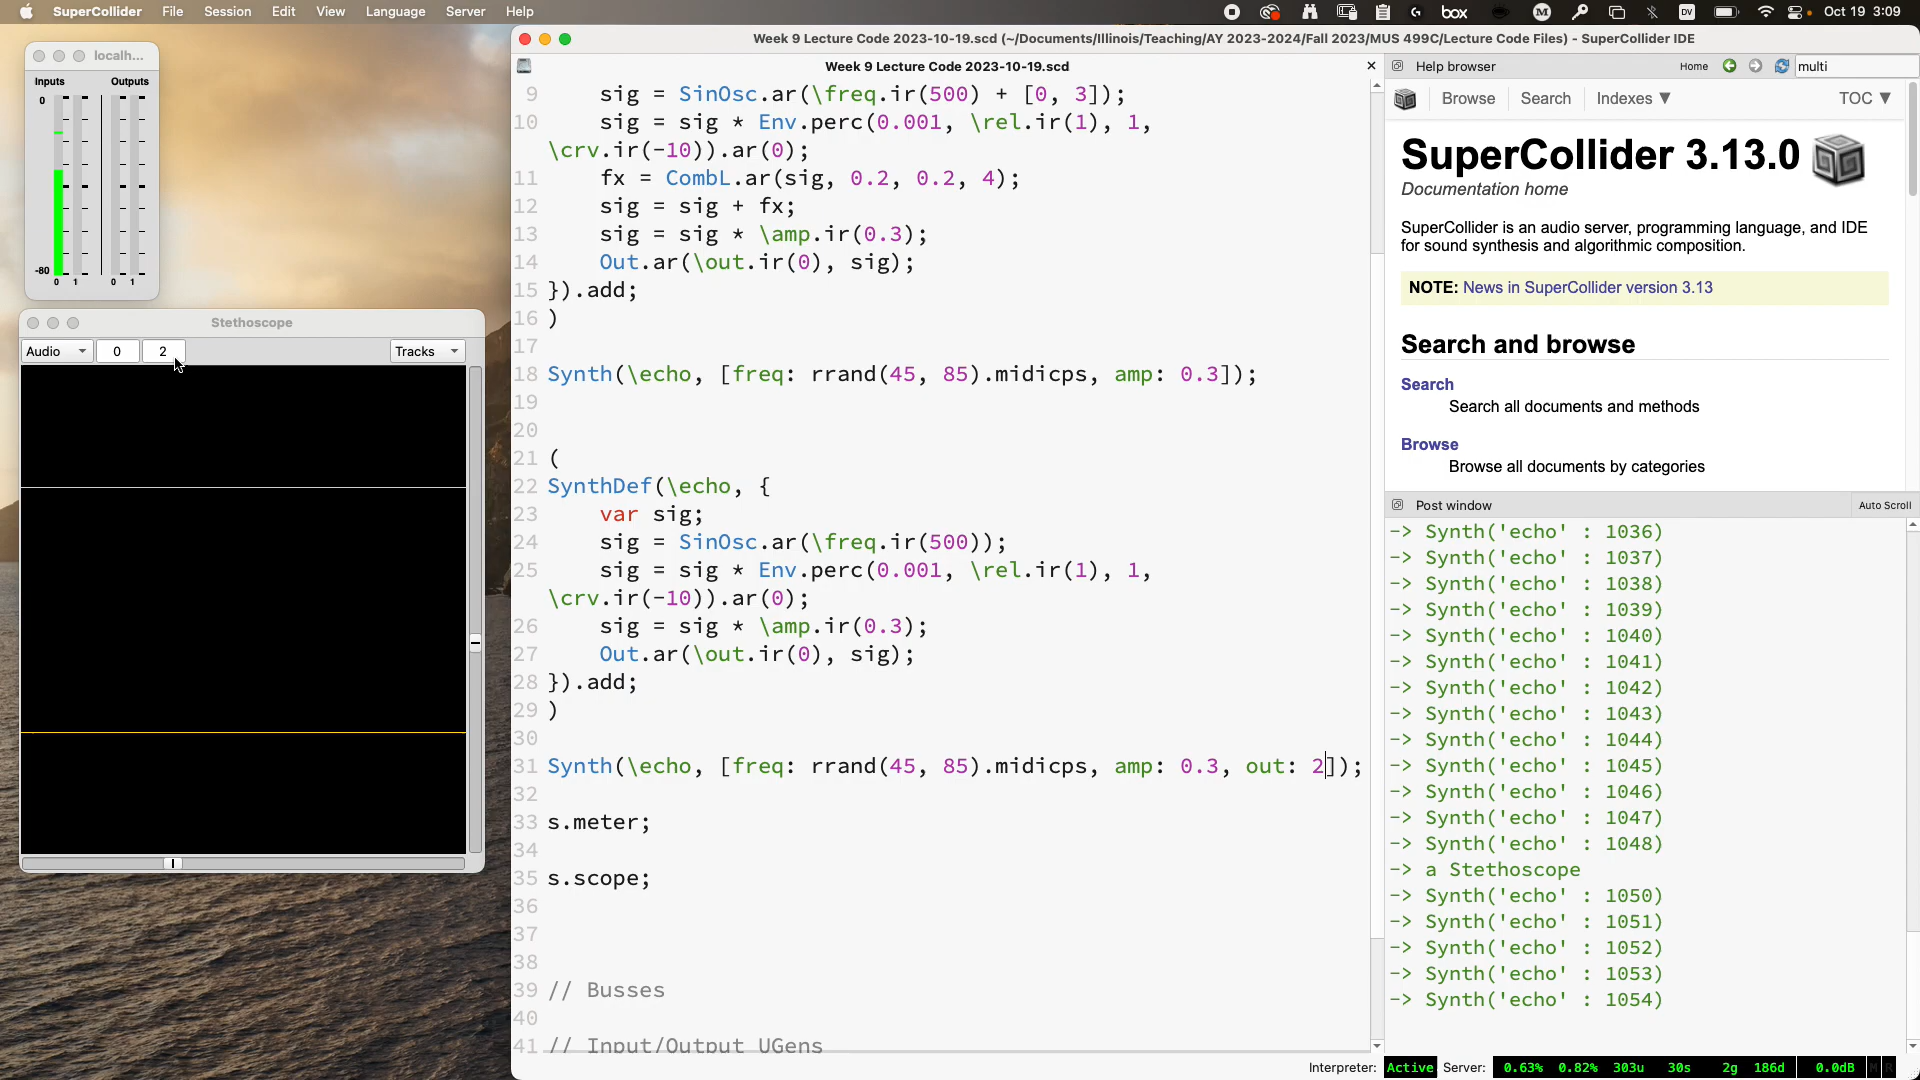 SuperCollider File Session Edit View Language Server Help
box
M
DV
Oct 19 3:09
localh...
Inputs Outputs
0
-80
0 1 0 1
Stethoscope
Audio 0 2 Tracks
Week 9 Lecture Code 2023-10-19.scd (~/Documents/Illinois/Teaching/AY 2023-2024/Fall 2023/MUS 499C/Lecture Code Files) - SuperCollider IDE
Week 9 Lecture Code 2023-10-19.scd
9 sig = SinOsc.ar(\freq.ir(500) + [0, 3]);
10 sig = sig * Env.perc(0.001, \rel.ir(1), 1,
\crv.ir(-10)).ar(0);
11 fx = CombL.ar(sig, 0.2, 0.2, 4);
12 sig = sig + fx;
13 sig = sig * \amp.ir(0.3);
14 Out.ar(\out.ir(0), sig);
15 }).add;
16 )
17
18 Synth(\echo, [freq: rrand(45, 85).midicps, amp: 0.3]);
19
20
21 (
22 SynthDef(\echo, {
23 var sig;
24 sig = SinOsc.ar(\freq.ir(500));
25 sig = sig * Env.perc(0.001, \rel.ir(1), 1,
\crv.ir(-10)).ar(0);
26 sig = sig * \amp.ir(0.3);
27 Out.ar(\out.ir(0), sig);
28 }).add;
29 )
30
31 Synth(\echo, [freq: rrand(45, 85).midicps, amp: 0.3, out: 2]);
32
33 s.meter;
34
35 s.scope;
36
37
38
39 // Busses
40
41 // Input/Output UGens
Help browser Home multi
Browse Search Indexes ▼ TOC ▼
SuperCollider 3.13.0
Documentation home
SuperCollider is an audio server, programming language, and IDE
for sound synthesis and algorithmic composition.
NOTE: News in SuperCollider version 3.13
Search and browse
Search
Search all documents and methods
Browse
Browse all documents by categories
Post window Auto Scroll
-> Synth('echo' : 1036)
-> Synth('echo' : 1037)
-> Synth('echo' : 1038)
-> Synth('echo' : 1039)
-> Synth('echo' : 1040)
-> Synth('echo' : 1041)
-> Synth('echo' : 1042)
-> Synth('echo' : 1043)
-> Synth('echo' : 1044)
-> Synth('echo' : 1045)
-> Synth('echo' : 1046)
-> Synth('echo' : 1047)
-> Synth('echo' : 1048)
-> a Stethoscope
-> Synth('echo' : 1050)
-> Synth('echo' : 1051)
-> Synth('echo' : 1052)
-> Synth('echo' : 1053)
-> Synth('echo' : 1054)
Interpreter: Active Server: 0.63% 0.82% 303u 30s 2g 186d 0.0dB M R